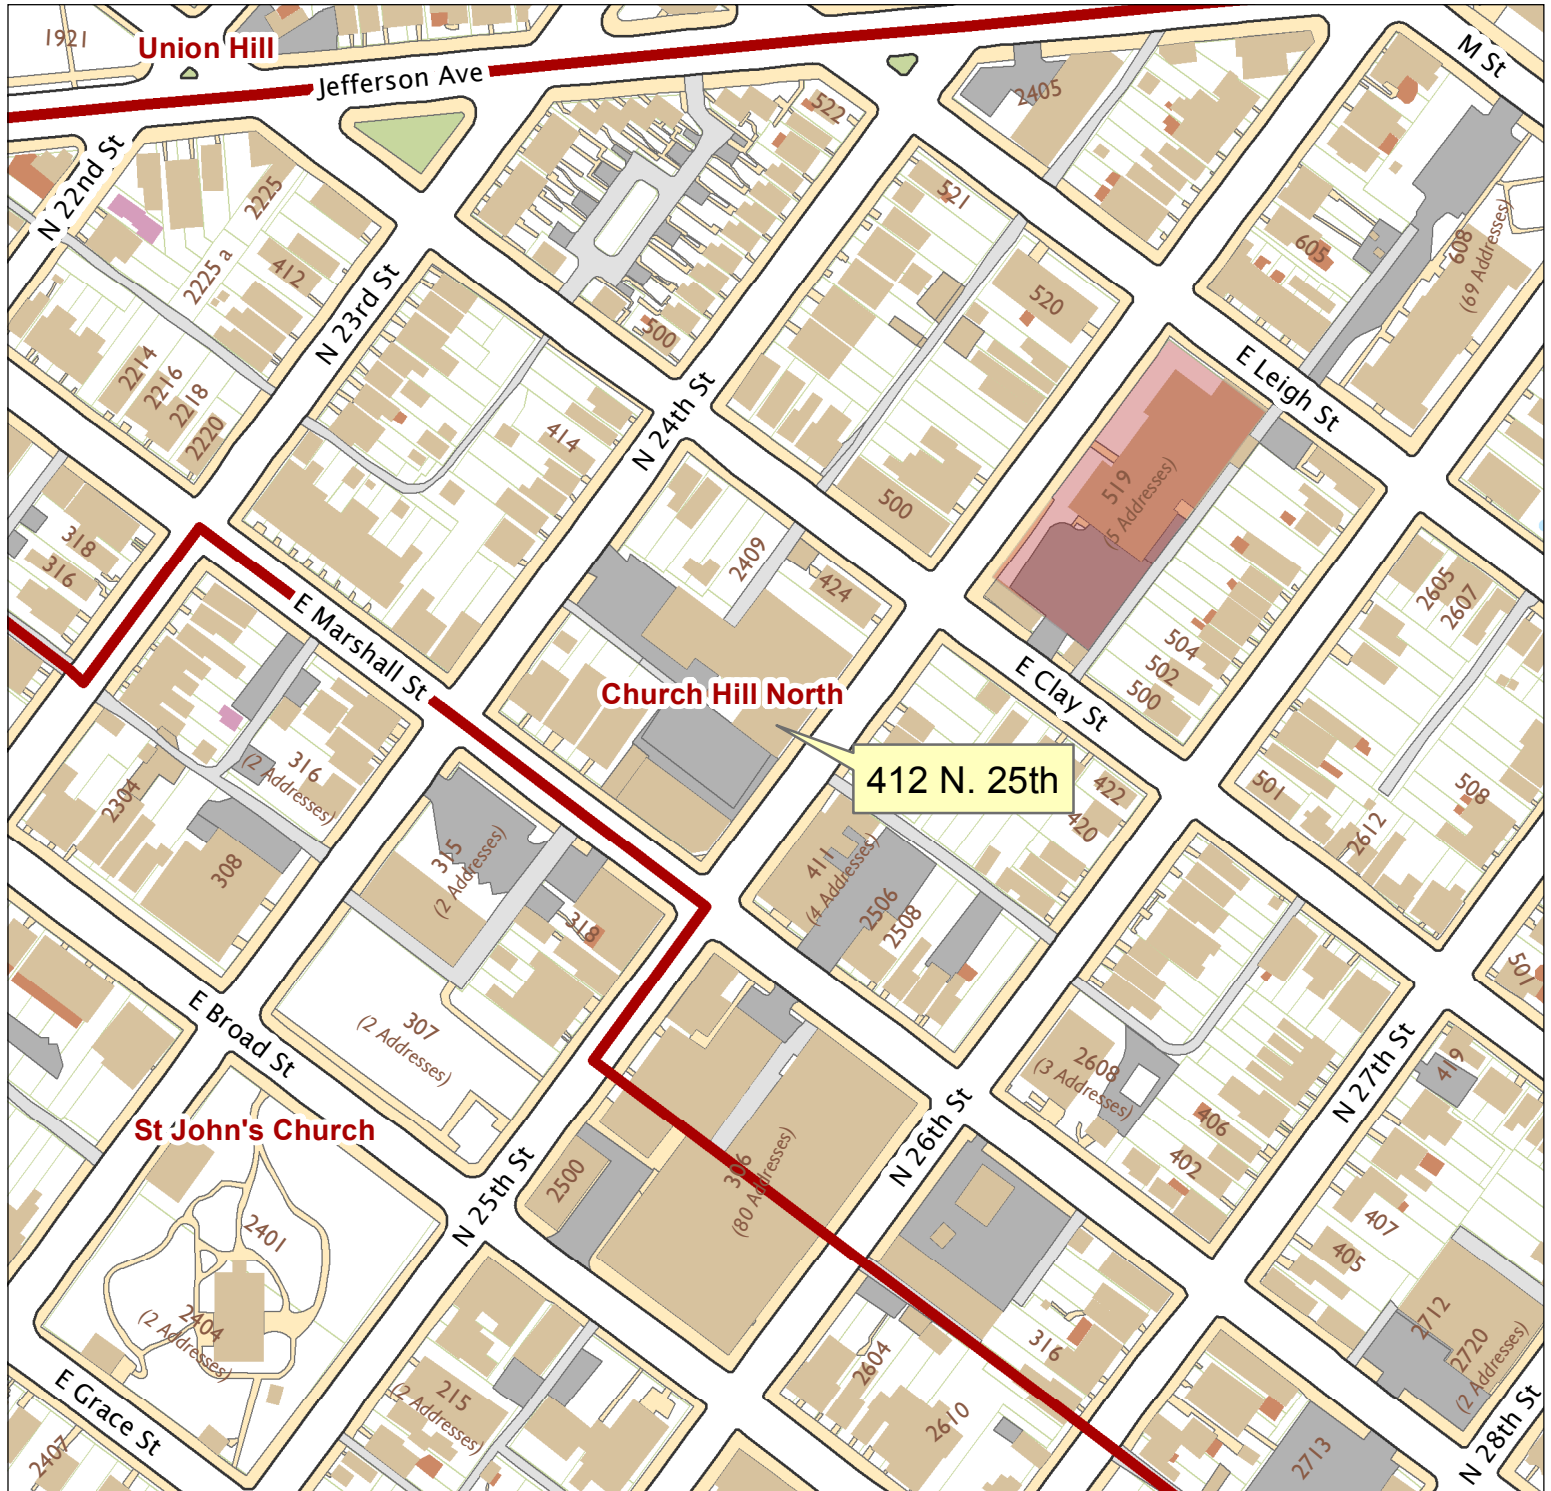 1921
Union Hill
Jefferson Ave
M St
2405
522
N 22nd St
2225
521
2225 a
412
605
608
(69 Addresses)
N 23rd St
520
500
E Leigh St
2214
2216
2218
2220
414
N 24th St
519
(5 Addresses)
500
318
316
2409
424
2605
2607
E Marshall St
504
502
500
E Clay St
Church Hill North
412 N. 25th
316
(2 Addresses)
2304
422
420
501
508
2612
308
315
(2 Addresses)
411
(4 Addresses)
2506
2508
318
507
E Broad St
307
(2 Addresses)
2608
(3 Addresses)
N 27th St
419
406
402
St John's Church
N 26th St
306
(80 Addresses)
2500
N 25th St
2401
407
405
2404
(2 Addresses)
2712
2720
(2 Addresses)
316
2604
2610
E Grace St
215
(2 Addresses)
2407
2713
N 28th St